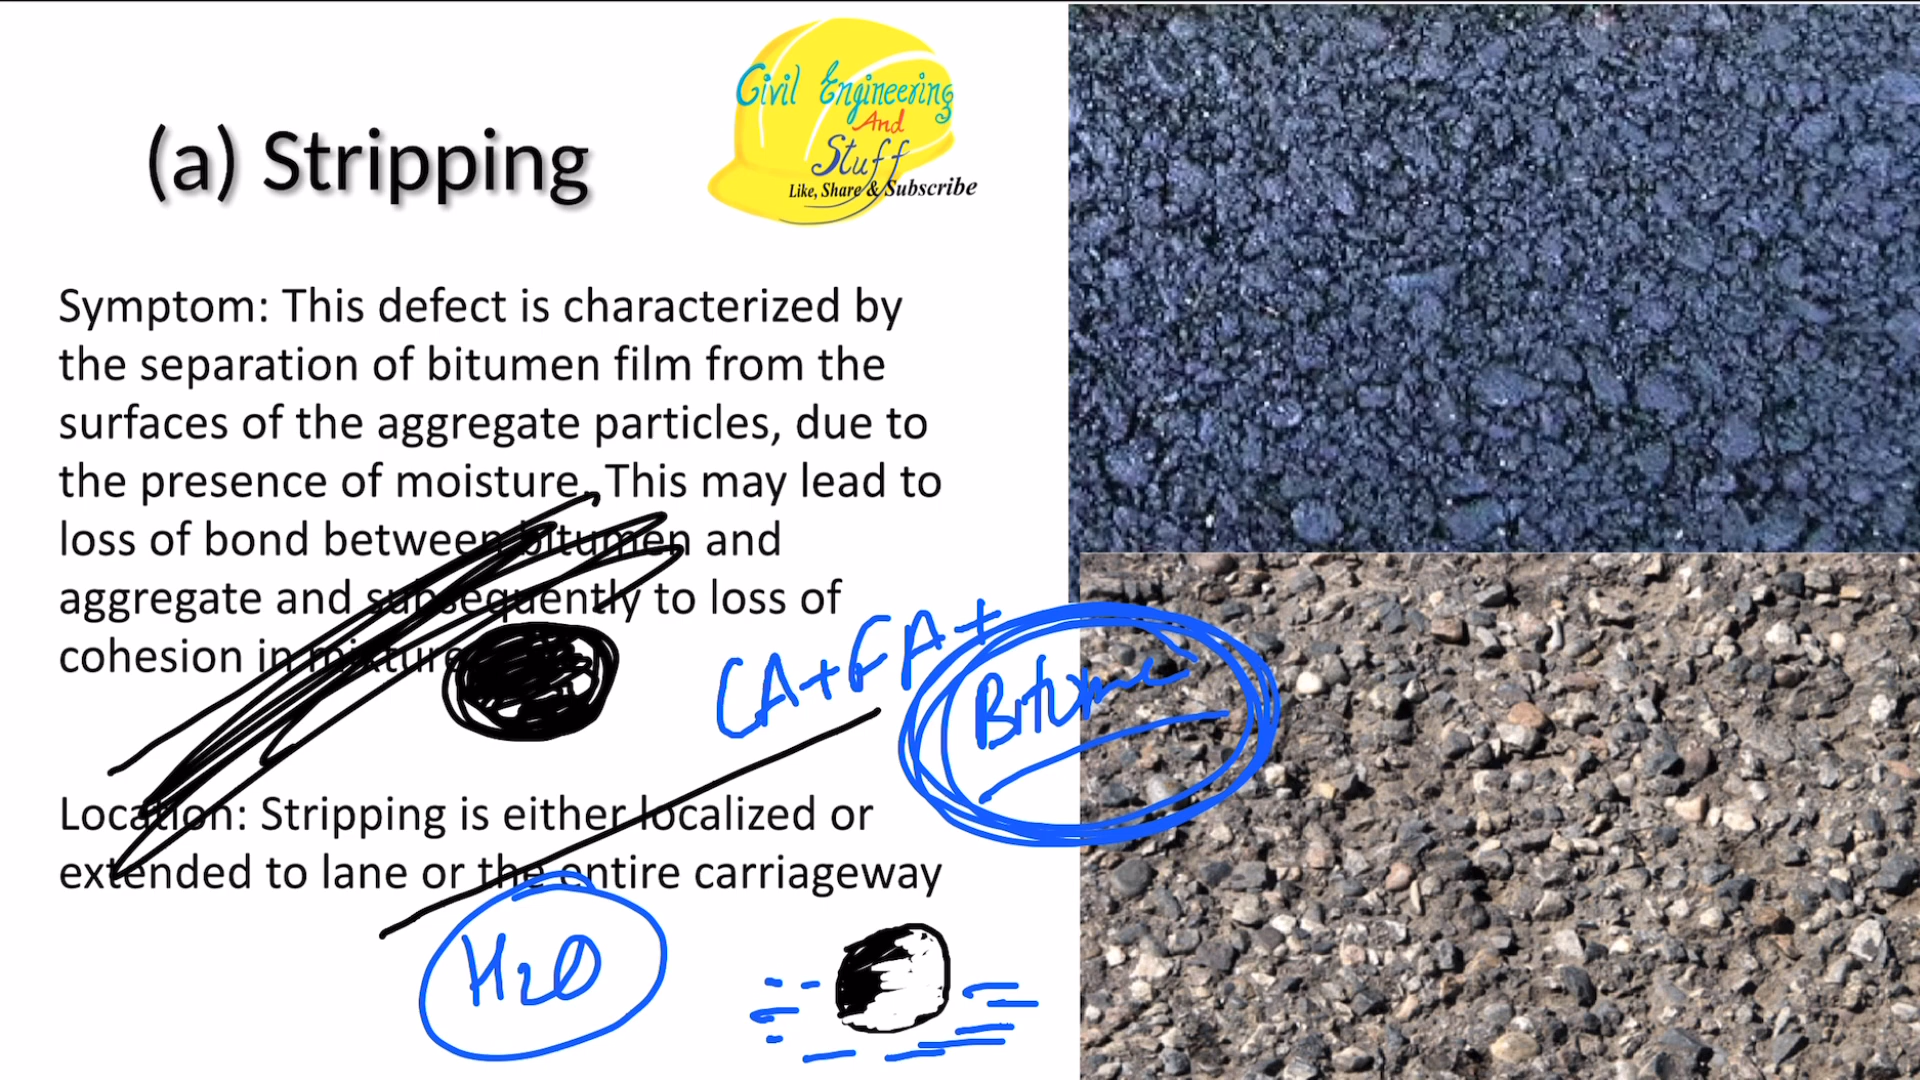 Civil Engineering
And
Stuff
Like, Share & Subscribe
(a) Stripping
Symptom: This defect is characterized by
the separation of bitumen film from the
surfaces of the aggregate particles, due to
the presence of moisture. This may lead to
loss of bond between bitumen and
aggregate and subsequently to loss of
cohesion in mixture
CA+FA+
Location: Stripping is either localized or
extended to lane or the entire carriageway
H2O